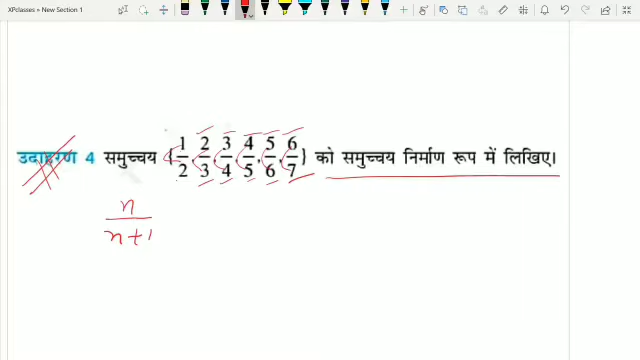 XPclasses » New Section 1
उदाहरण 4 समुच्चय {1/2, 2/3, 3/4, 4/5, 5/6, 6/7} को समुच्चय निर्माण रूप में लिखिए।
n
n+1